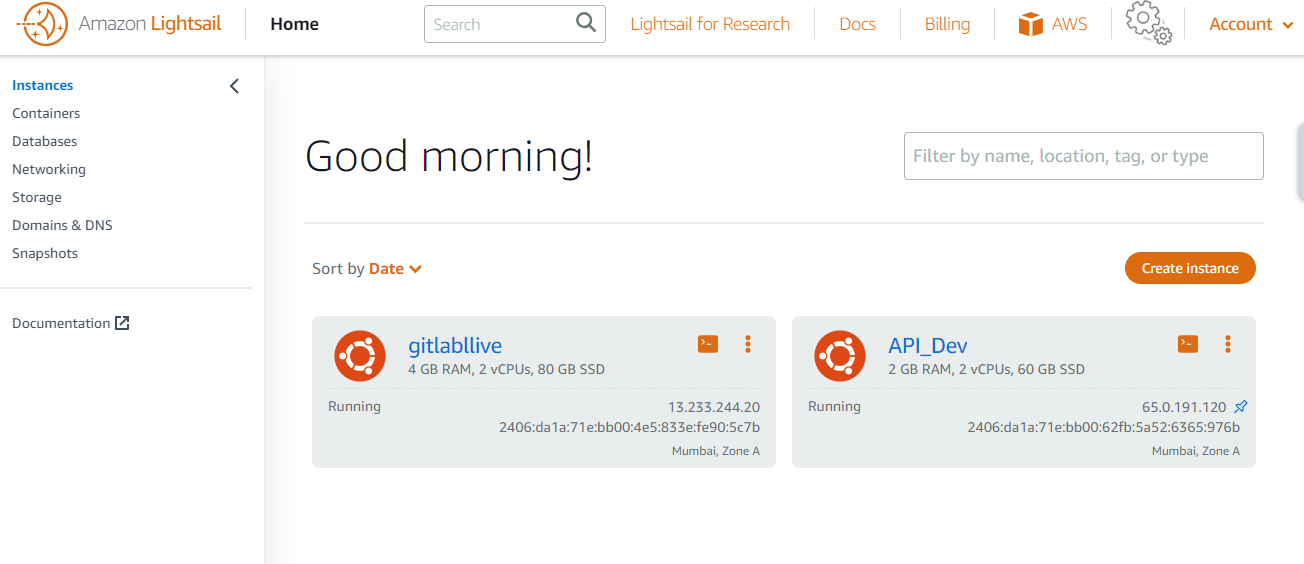 Amazon Lightsail
Home
Search
Lightsail for Research
Docs
Billing
AWS
Account
Instances
Containers
Databases
Networking
Storage
Domains & DNS
Snapshots
Documentation
Good morning!
Filter by name, location, tag, or type
Sort by Date
Create instance
gitlabllive
4 GB RAM, 2 vCPUs, 80 GB SSD
Running
13.233.244.20
2406:da1a:71e:bb00:4e5:833e:fe90:5c7b
Mumbai, Zone A
API_Dev
2 GB RAM, 2 vCPUs, 60 GB SSD
Running
65.0.191.120
2406:da1a:71e:bb00:62fb:5a52:6365:976b
Mumbai, Zone A